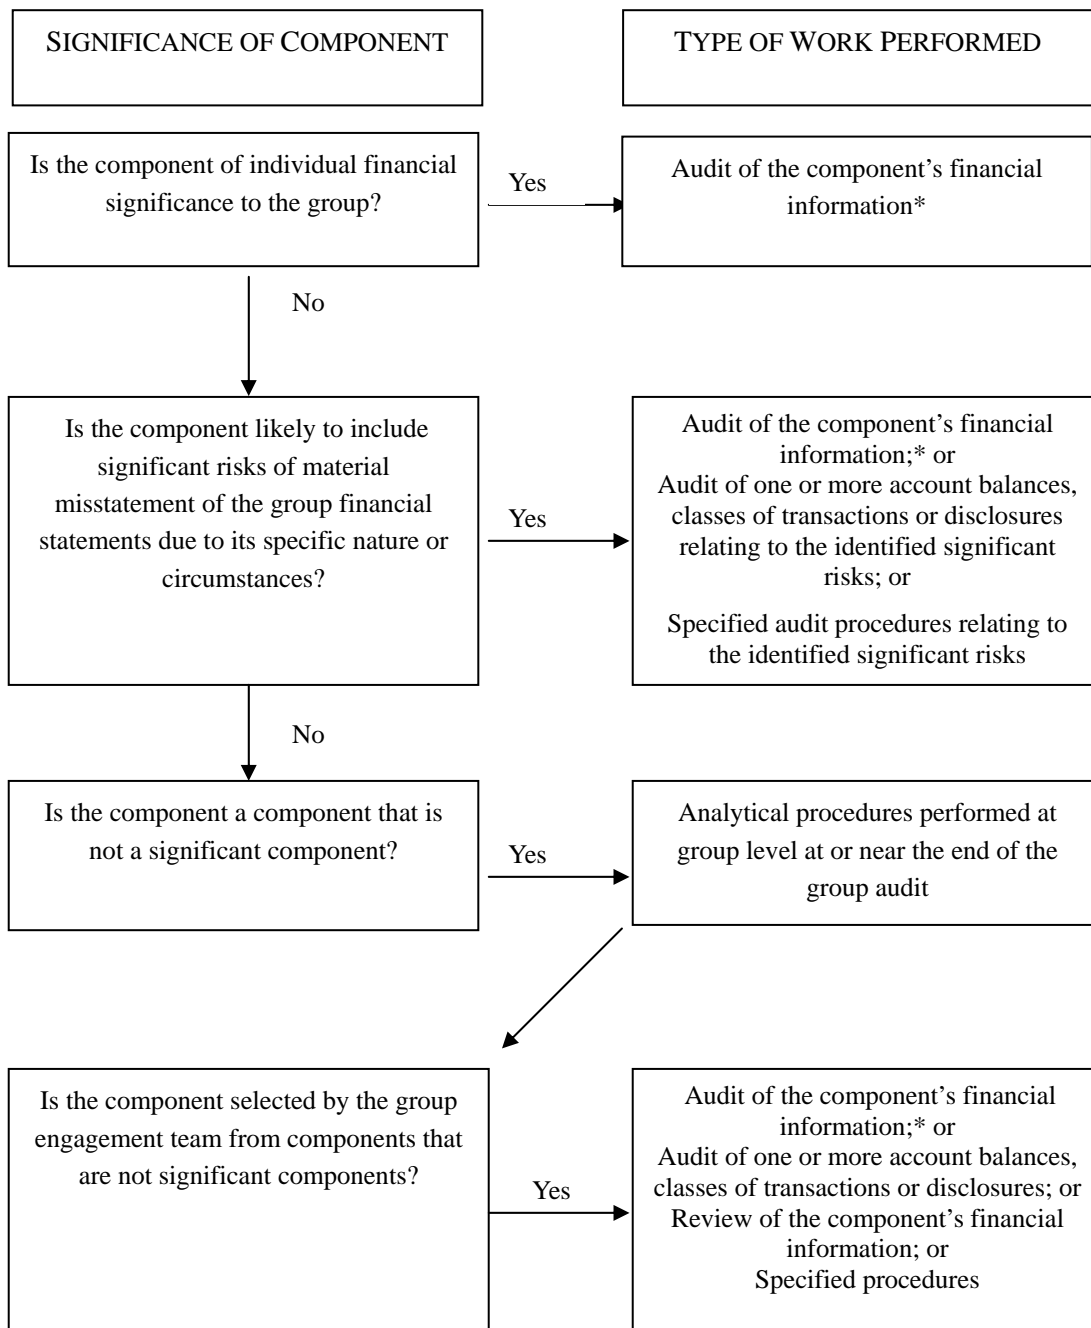 SIGNIFICANCE OF COMPONENT
TYPE OF WORK PERFORMED
Is the component of individual financial
significance to the group?
Yes
Audit of the component’s financial
information*
No
Is the component likely to include
significant risks of material
misstatement of the group financial
statements due to its specific nature or
circumstances?
Yes
Audit of the component’s financial
information;* or
Audit of one or more account balances,
classes of transactions or disclosures
relating to the identified significant
risks; or
Specified audit procedures relating to
the identified significant risks
No
Is the component a component that is
not a significant component?
Yes
Analytical procedures performed at
group level at or near the end of the
group audit
Is the component selected by the group
engagement team from components that
are not significant components?
Yes
Audit of the component’s financial
information;* or
Audit of one or more account balances,
classes of transactions or disclosures; or
Review of the component’s financial
information; or
Specified procedures